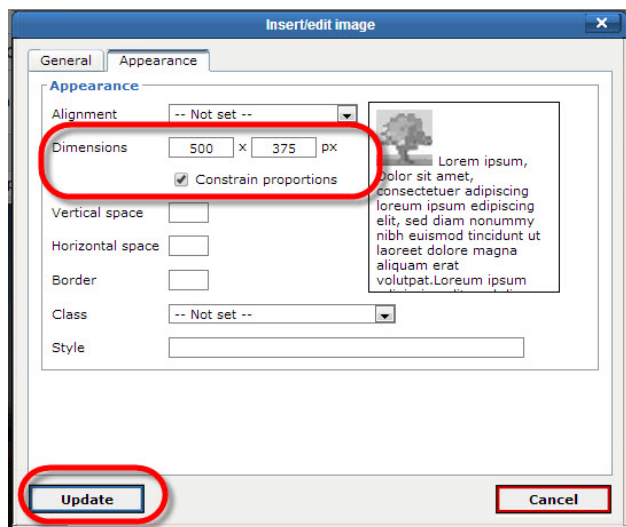 Insert/edit image
General Appearance
Appearance
Alignment -- Not set --
Dimensions 500 x 375 px
Constrain proportions
Vertical space
Horizontal space
Border
Class -- Not set --
Style
Lorem ipsum,
Dolor sit amet,
consectetuer adipiscing
loreum ipsum edipiscing
elit, sed diam nonummy
nibh euismod tincidunt ut
laoreet dolore magna
aliquam erat
volutpat.Loreum ipsum
Update Cancel